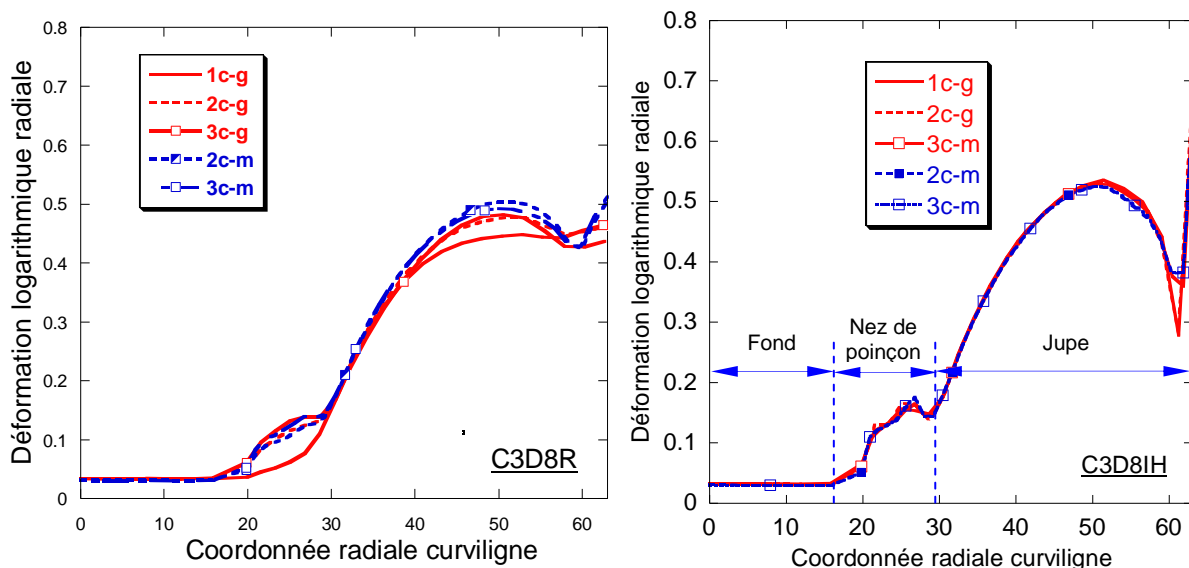 Déformation logarithmique radiale
0.8
0.7
0.6
0.5
0.4
0.3
0.2
0.1
0
1c-g
2c-g
3c-g
2c-m
3c-m
C3D8R
0
10
20
30
40
50
60
Coordonnée radiale curviligne
Déformation logarithmique radiale
0.8
0.7
0.6
0.5
0.4
0.3
0.2
0.1
0
1c-g
2c-g
3c-m
2c-m
3c-m
Fond
Nez de
poinçon
Jupe
C3D8IH
0
10
20
30
40
50
60
Coordonnée radiale curviligne